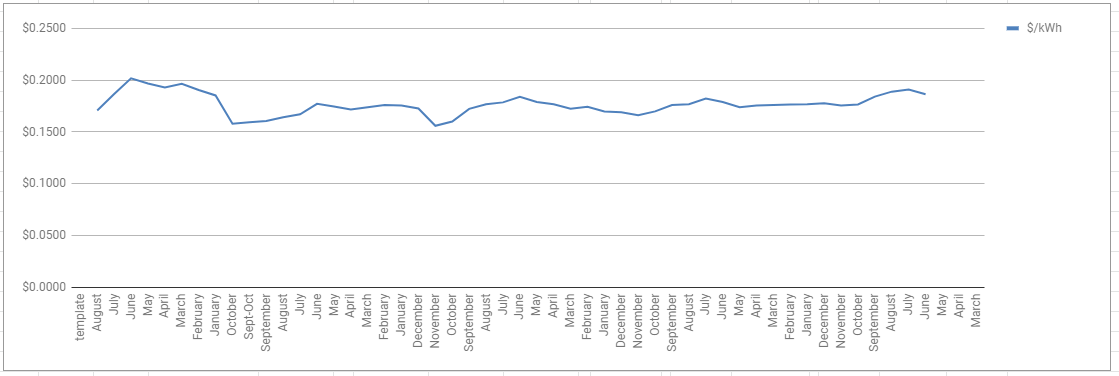 $0.2500
$/kWh
$0.2000
$0.1500
$0.1000
$0.0500
$0.0000
template
August
July
June
May
April
March
February
January
October
Sept-Oct
September
August
July
June
May
April
March
February
January
December
November
October
September
August
July
June
May
April
March
February
January
December
November
October
September
August
July
June
May
April
March
February
January
December
November
October
September
August
July
June
May
April
March